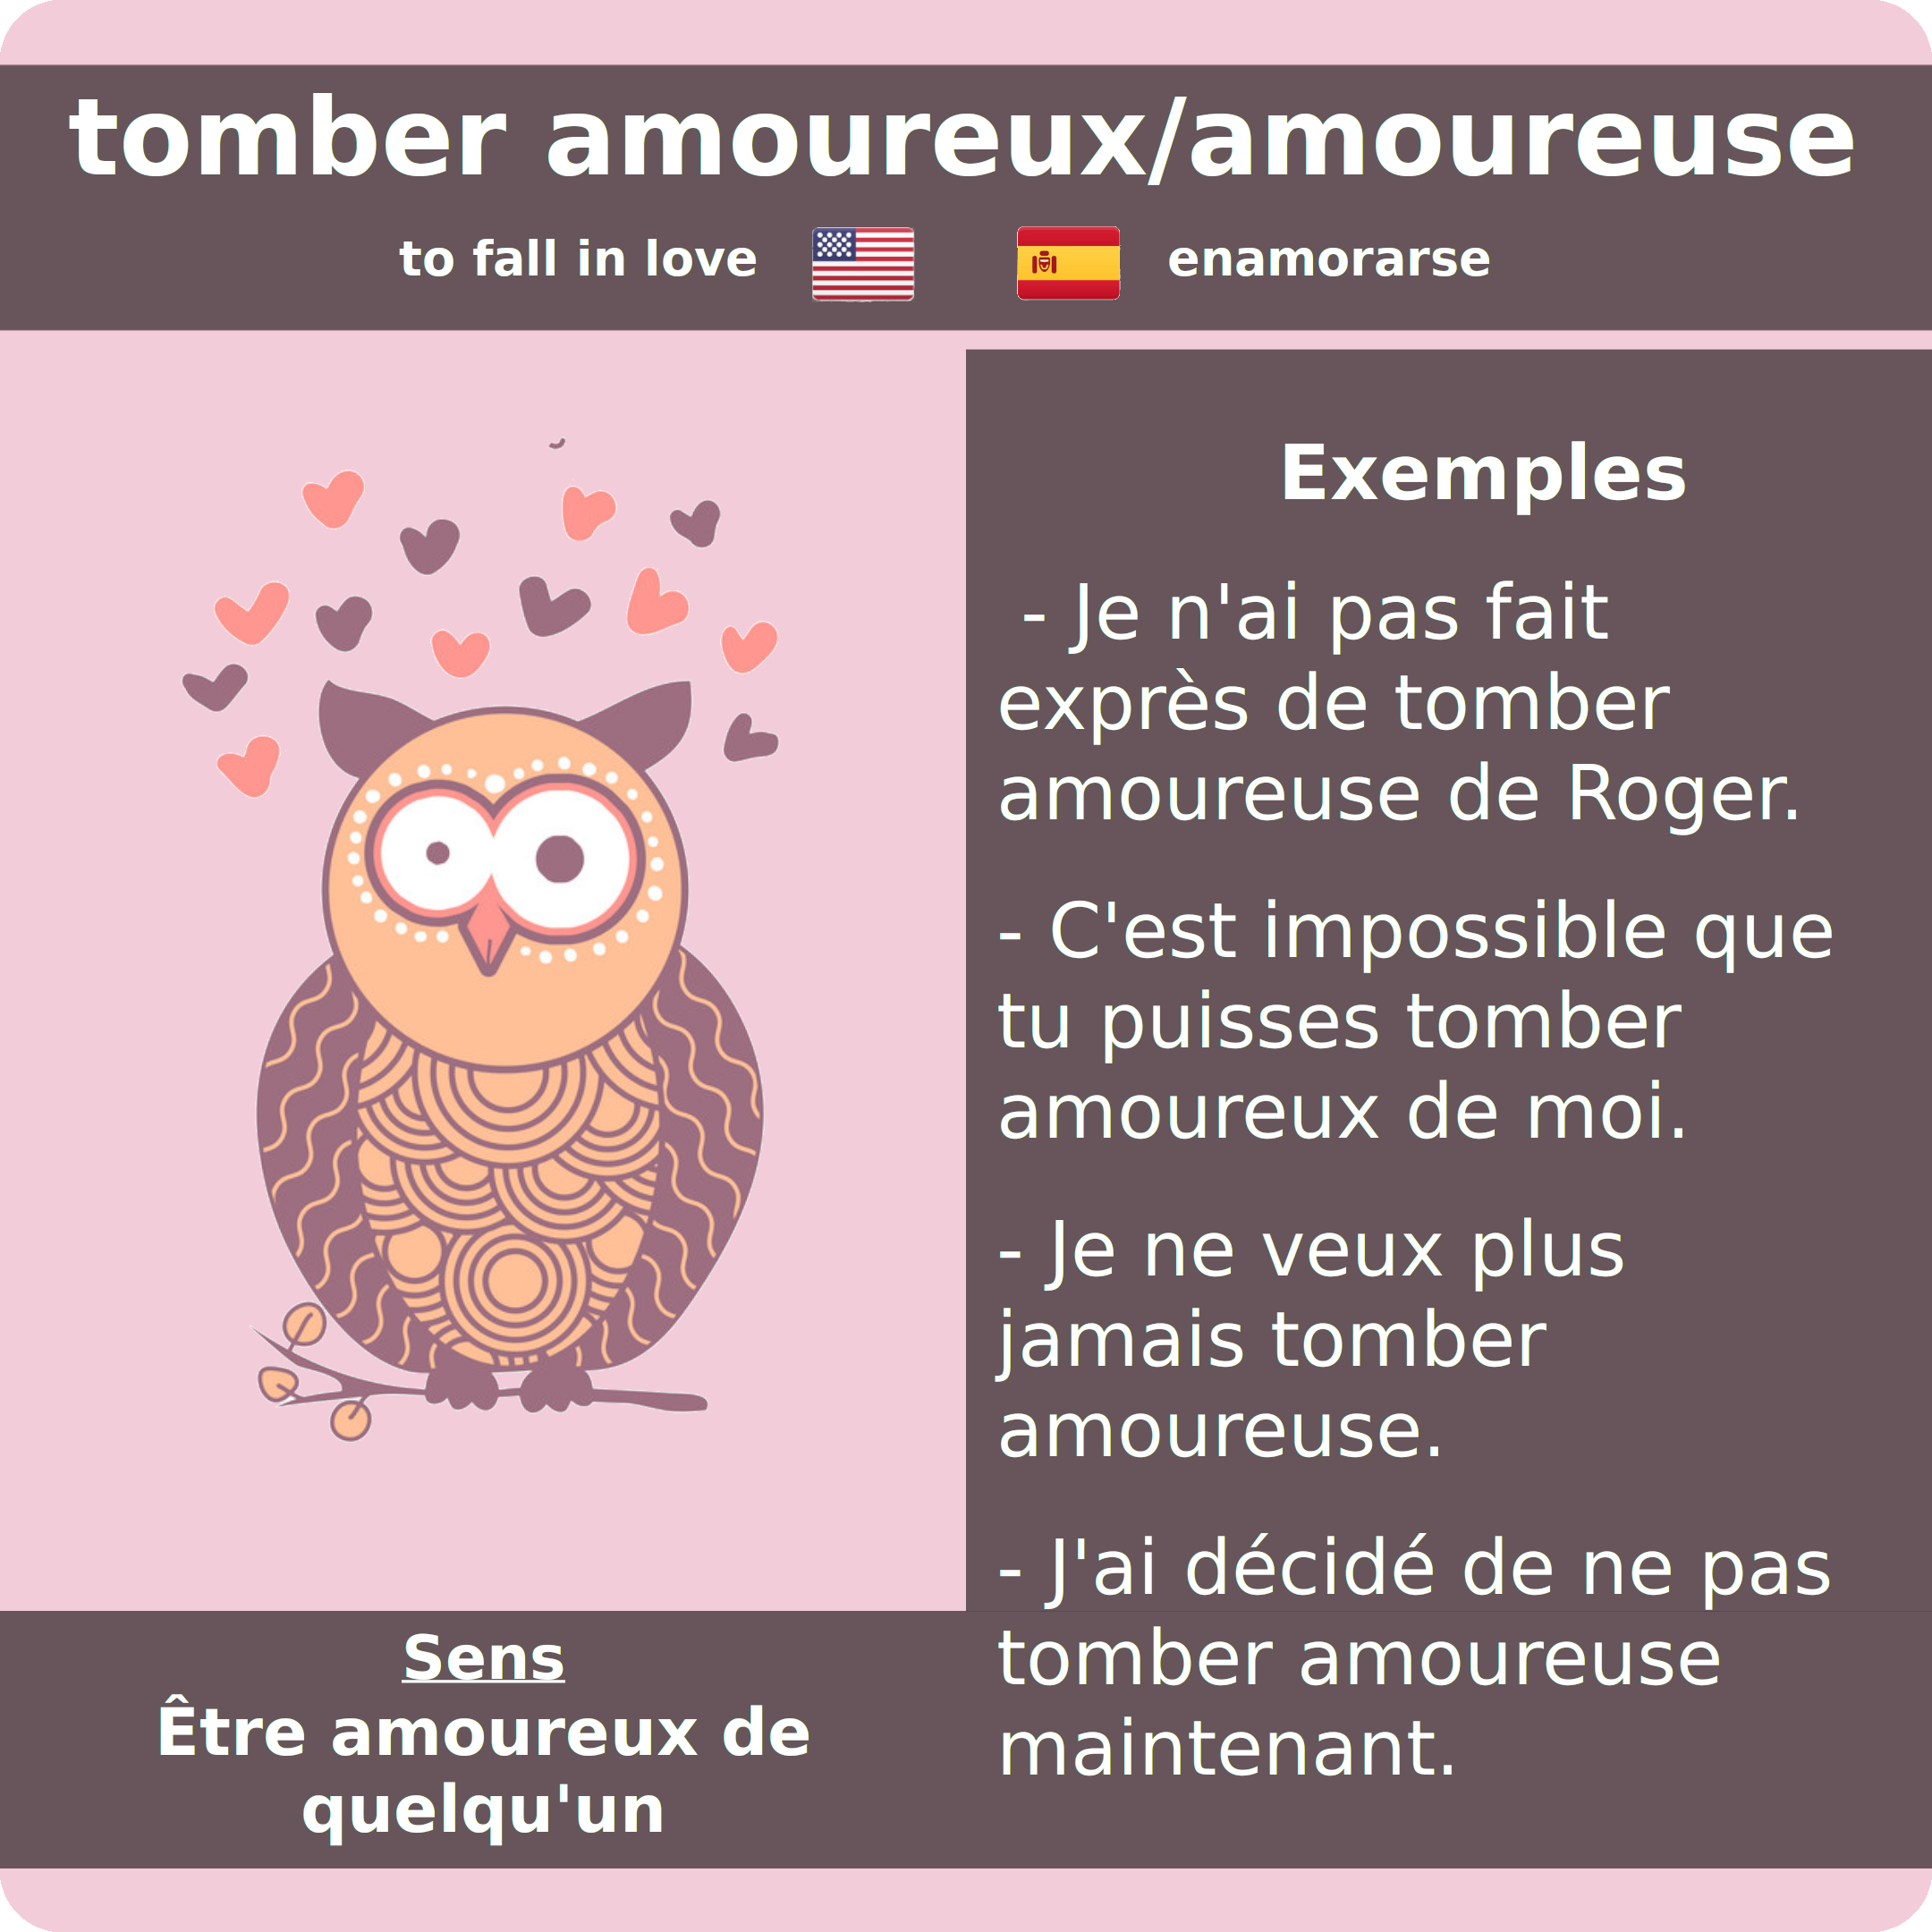 tomber amoureux/amoureuse
to fall in love
enamorarse
Exemples
- Je n'ai pas fait
exprès de tomber
amoureuse de Roger.
- C'est impossible que
tu puisses tomber
amoureux de moi.
- Je ne veux plus
jamais tomber
amoureuse.
- J'ai décidé de ne pas
tomber amoureuse
maintenant.
Sens
Être amoureux de
quelqu'un